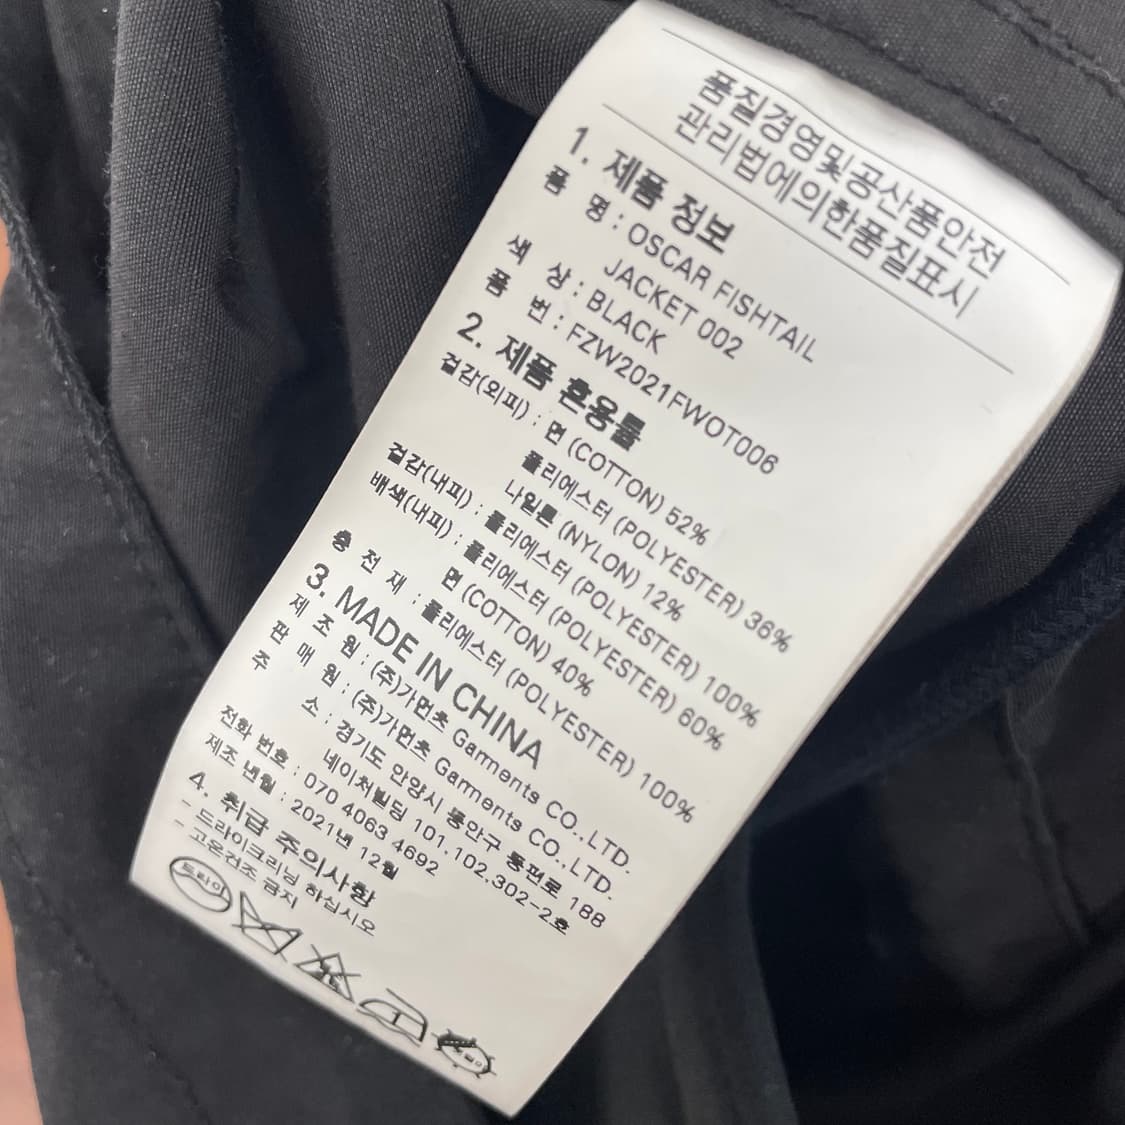 품질경영및공산품안전
관리법에의한품질표시
1. 제품 정보
품 명 : OSCAR FISHTAIL
JACKET 002
색 상 : BLACK
품 번 : FZW2021FWOT006
2. 제품 혼용률
겉감(외피) : 면 (COTTON) 52%
폴리에스터 (POLYESTER) 36%
나일론 (NYLON) 12%
겉감(내피) : 폴리에스터 (POLYESTER) 100%
배색(내피) : 폴리에스터 (POLYESTER) 60%
면 (COTTON) 40%
충 전 재 : 폴리에스터 (POLYESTER) 100%
3. MADE IN CHINA
제 조 원 : (주)가먼츠 Garments CO.,LTD.
판 매 원 : (주)가먼츠 Garments CO.,LTD.
주 소 : 경기도 안양시 동안구 동편로 188
네이처빌딩 101,102,302-2호
전화 번호 : 070 4063 4692
제조 년월 : 2021년 12월
4. 취급 주의사항
- 드라이크리닝 하십시오
- 고온건조 금지
드라이